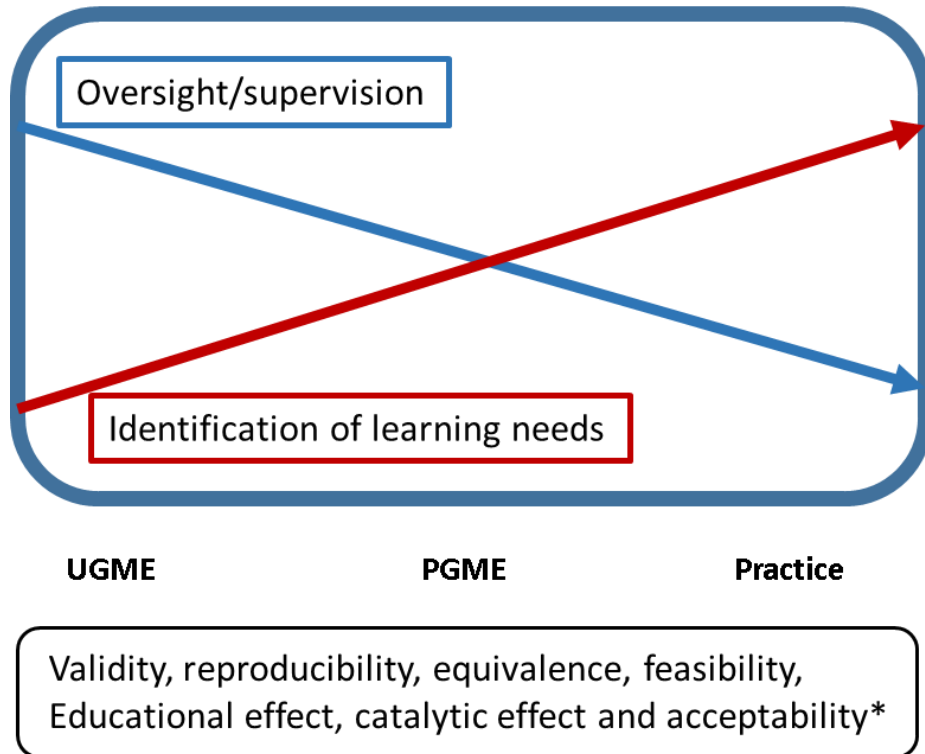 Oversight/supervision
Identification of learning needs
UGME PGME Practice
Validity, reproducibility, equivalence, feasibility,
Educational effect, catalytic effect and acceptability*